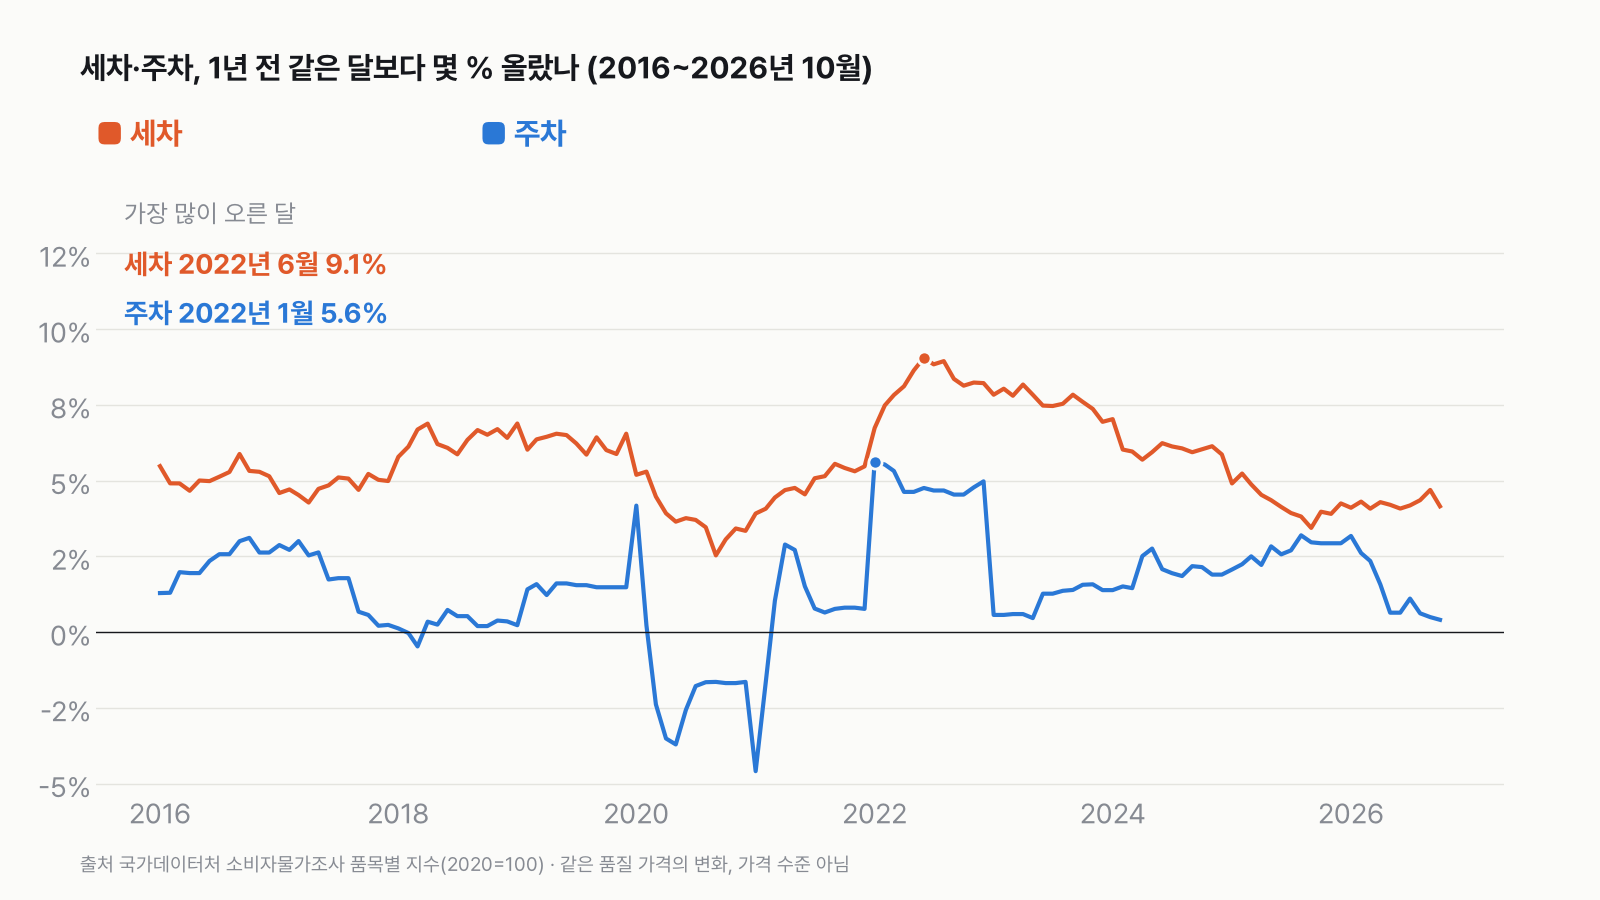 세차·주차, 1년 전 같은 달보다 몇 % 올랐나 (2016~2026년 10월)
세차
주차
가장 많이 오른 달
12%
세차 2022년 6월 9.1%
주차 2022년 1월 5.6%
10%
8%
5%
2%
0%
-2%
-5%
2016 2018 2020 2022 2024 2026
출처 국가데이터처 소비자물가조사 품목별 지수(2020=100) · 같은 품질 가격의 변화, 가격 수준 아님